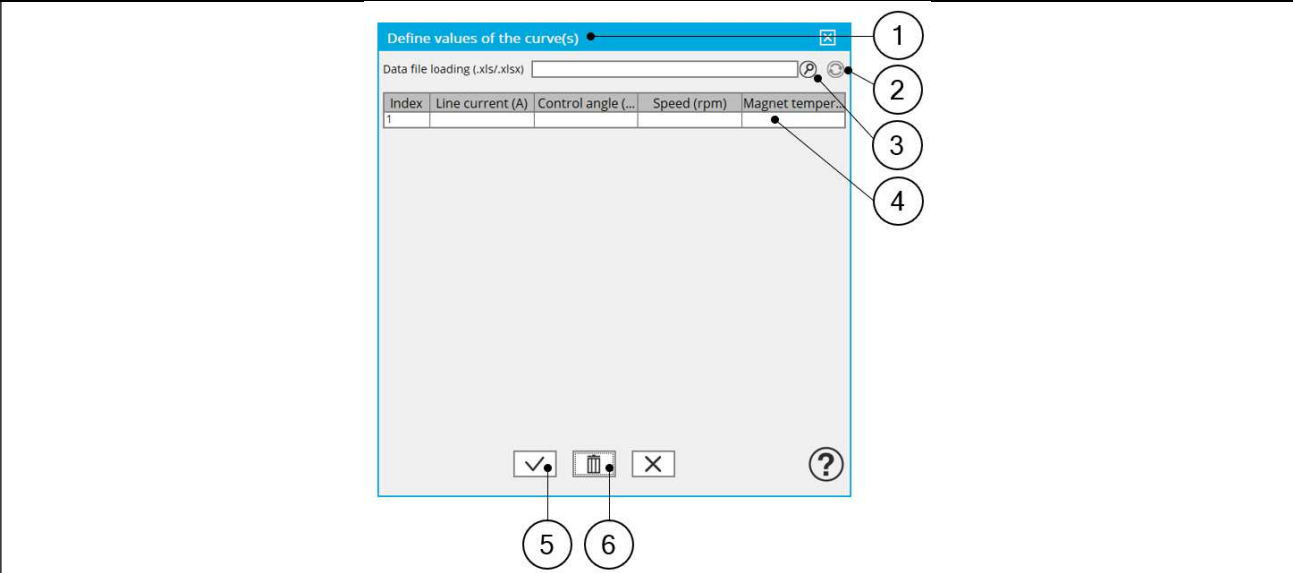 Define values of the curve(s)
1
Data file loading (.xls/.xlsx)
2
Index Line current (A) Control angle (... Speed (rpm) Magnet temper...
1
3
4
?
5 6